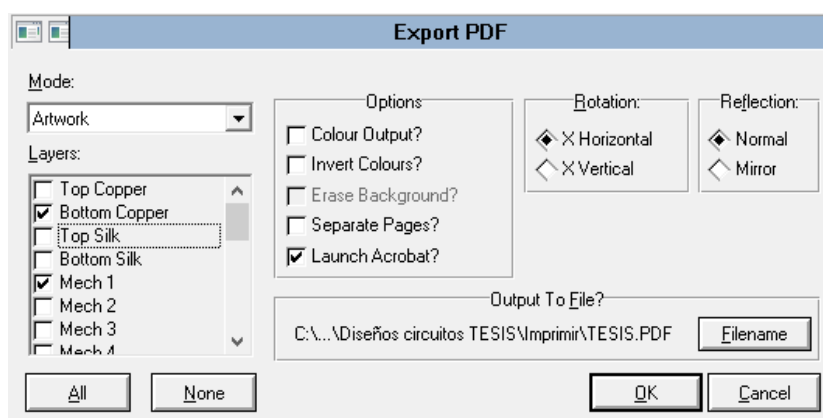 Export PDF
Mode:
Artwork
Layers:
Top Copper
Bottom Copper
Top Silk
Bottom Silk
Mech 1
Mech 2
Mech 3
Mech 4
All
None
Options
Colour Output?
Invert Colours?
Erase Background?
Separate Pages?
Launch Acrobat?
Rotation:
X Horizontal
X Vertical
Reflection:
Normal
Mirror
Output To File?
C:\...\Diseños circuitos TESIS\Imprimir\TESIS.PDF
Filename
OK
Cancel